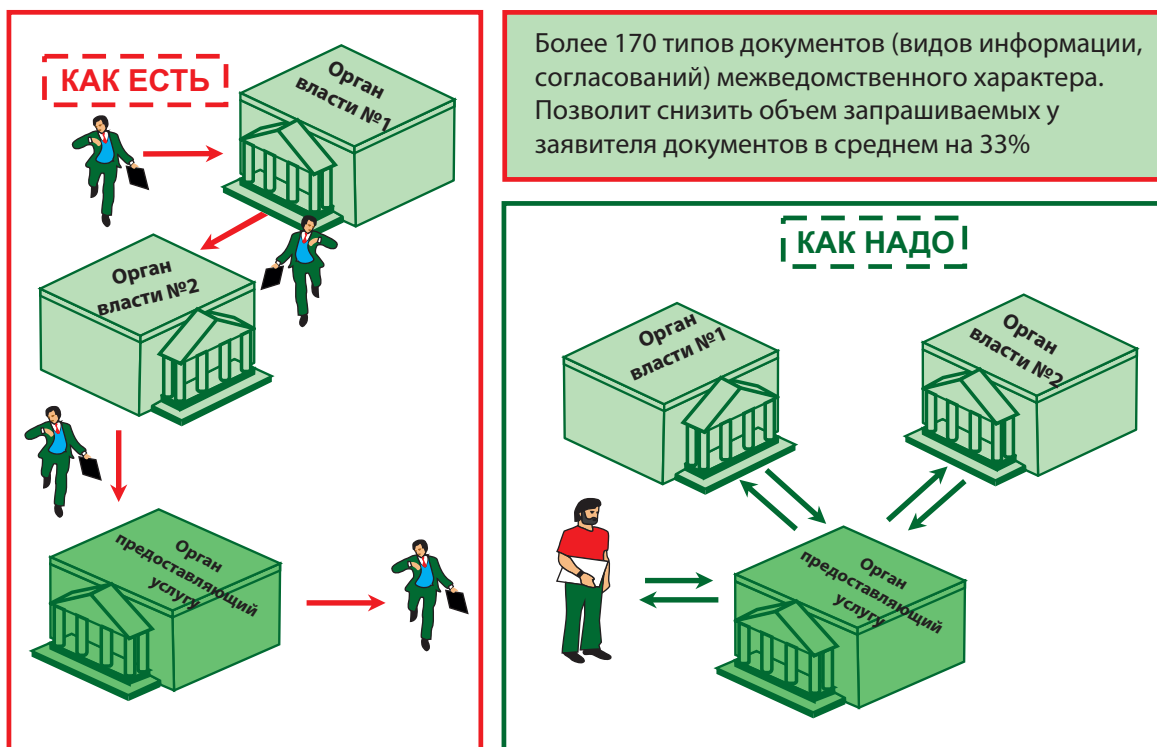 КАК ЕСТЬ
Орган
власти №1
Орган
власти №2
Орган
предоставляющий
услугу
Более 170 типов документов (видов информации,
согласований) межведомственного характера.
Позволит снизить объем запрашиваемых у
заявителя документов в среднем на 33%
КАК НАДО
Орган
власти №1
Орган
власти №2
Орган
предоставляющий
услугу